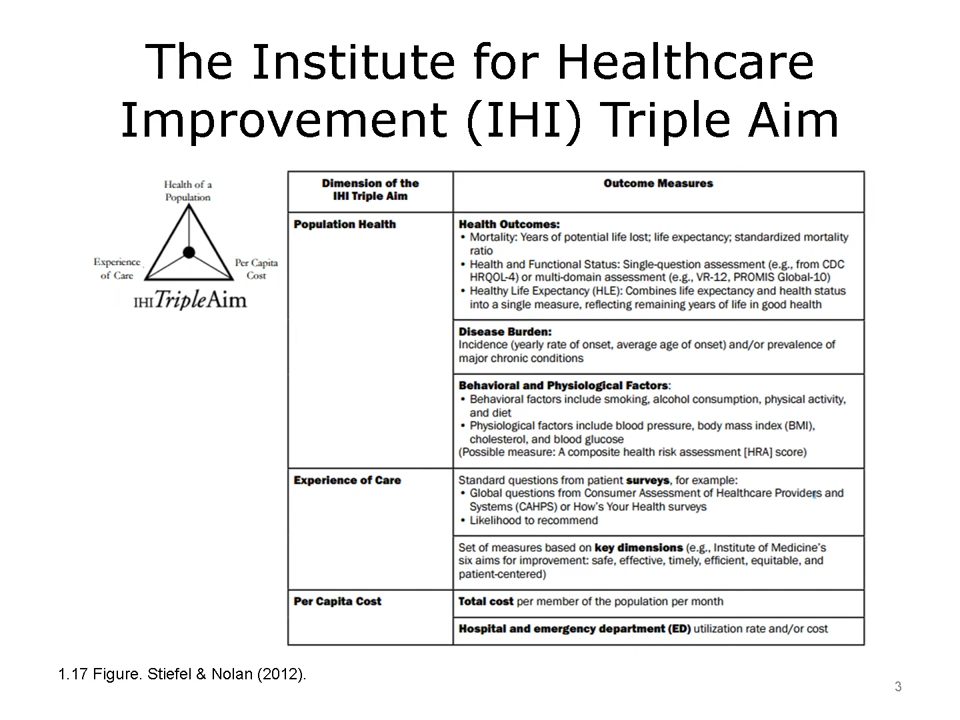 The Institute for Healthcare
Improvement (IHI) Triple Aim
Health of a
Population
Experience
of Care
Per Capita
Cost
IHI Triple Aim
Dimension of the
IHI Triple Aim
Outcome Measures
Population Health
Health Outcomes:
• Mortality: Years of potential life lost; life expectancy; standardized mortality
ratio
• Health and Functional Status: Single-question assessment (e.g., from CDC
HRQOL-4) or multi-domain assessment (e.g., VR-12, PROMIS Global-10)
• Healthy Life Expectancy (HLE): Combines life expectancy and health status
into a single measure, reflecting remaining years of life in good health
Disease Burden:
Incidence (yearly rate of onset, average age of onset) and/or prevalence of
major chronic conditions
Behavioral and Physiological Factors:
• Behavioral factors include smoking, alcohol consumption, physical activity,
and diet
• Physiological factors include blood pressure, body mass index (BMI),
cholesterol, and blood glucose
(Possible measure: A composite health risk assessment [HRA] score)
Experience of Care
Standard questions from patient surveys, for example:
• Global questions from Consumer Assessment of Healthcare Providers and
Systems (CAHPS) or How's Your Health surveys
• Likelihood to recommend
Set of measures based on key dimensions (e.g., Institute of Medicine's
six aims for improvement: safe, effective, timely, efficient, equitable, and
patient-centered)
Per Capita Cost
Total cost per member of the population per month
Hospital and emergency department (ED) utilization rate and/or cost
1.17 Figure. Stiefel & Nolan (2012).
3